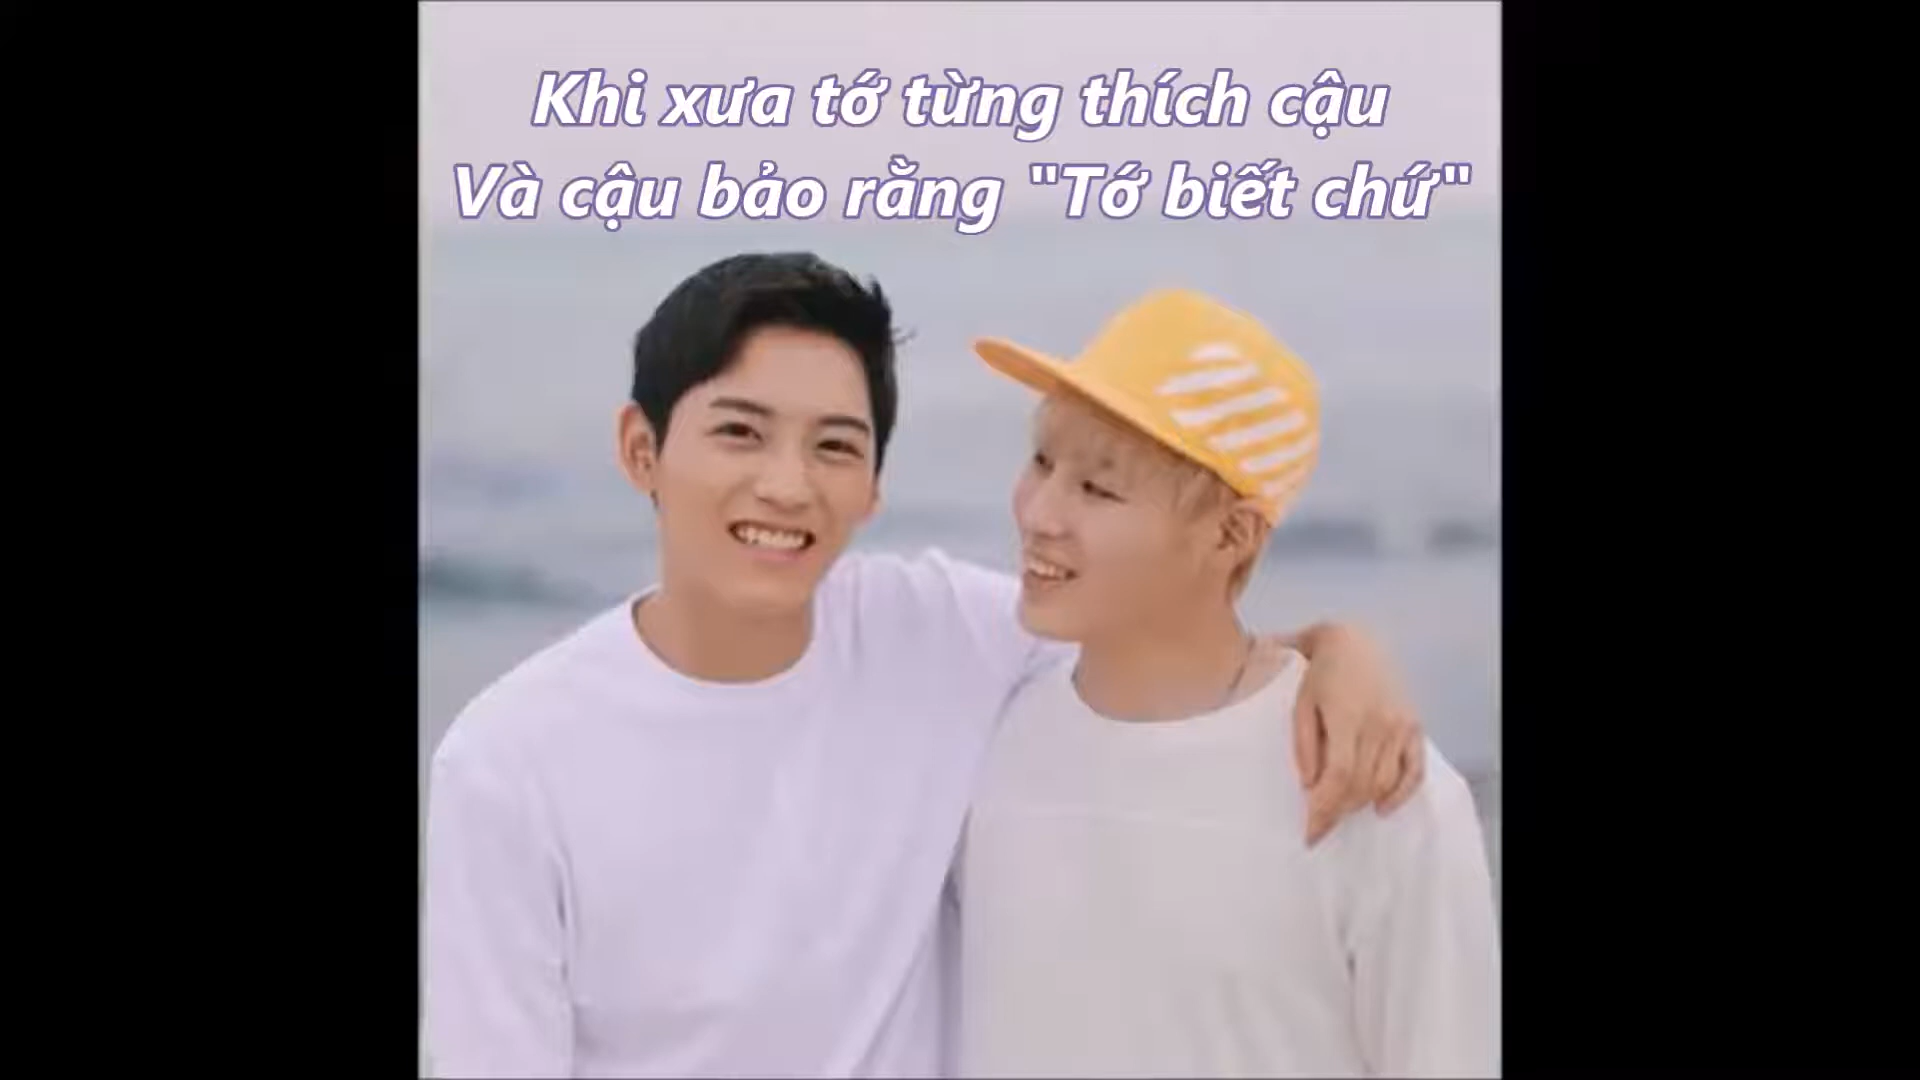 Khi xưa tớ từng thích cậu
Và cậu bảo rằng "Tớ biết chứ"